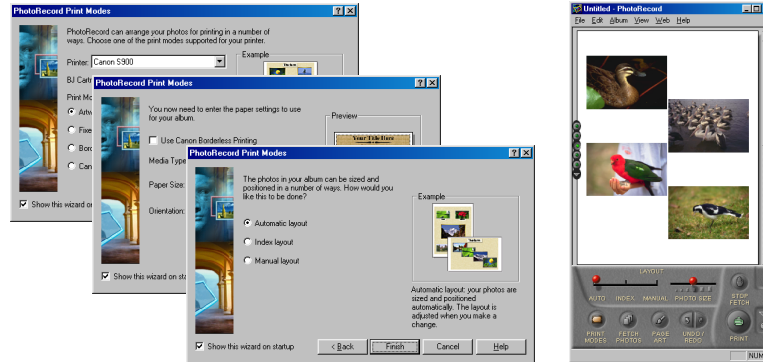 PhotoRecord Print Modes
PhotoRecord can arrange your photos for printing in a number of
ways. Choose one of the print modes supported for your printer.
Printer: Canon S900
Example
BJ Cart
Print Mo
Artw
Fixe
Bord
Can
Show this wizard on
PhotoRecord Print Modes
You now need to enter the paper settings to use
for your album.
Preview
Your Title Here
Use Canon Borderless Printing
Media Type
Paper Size:
Orientation:
Show this wizard on sta
PhotoRecord Print Modes
The photos in your album can be sized and
positioned in a number of ways. How would you
like this to be done?
Example
Automatic layout
Index layout
Manual layout
Automatic layout: your photos are
sized and positioned
automatically. The layout is
adjusted when you make a
change.
Show this wizard on startup
< Back
Finish
Cancel
Help
Untitled - PhotoRecord
File Edit Album View Web Help
LAYOUT
AUTO INDEX MANUAL PHOTO SIZE
STOP
FETCH
PRINT
MODES
FETCH
PHOTOS
PAGE
ART
UNDO /
REDO
PRINT
NUM